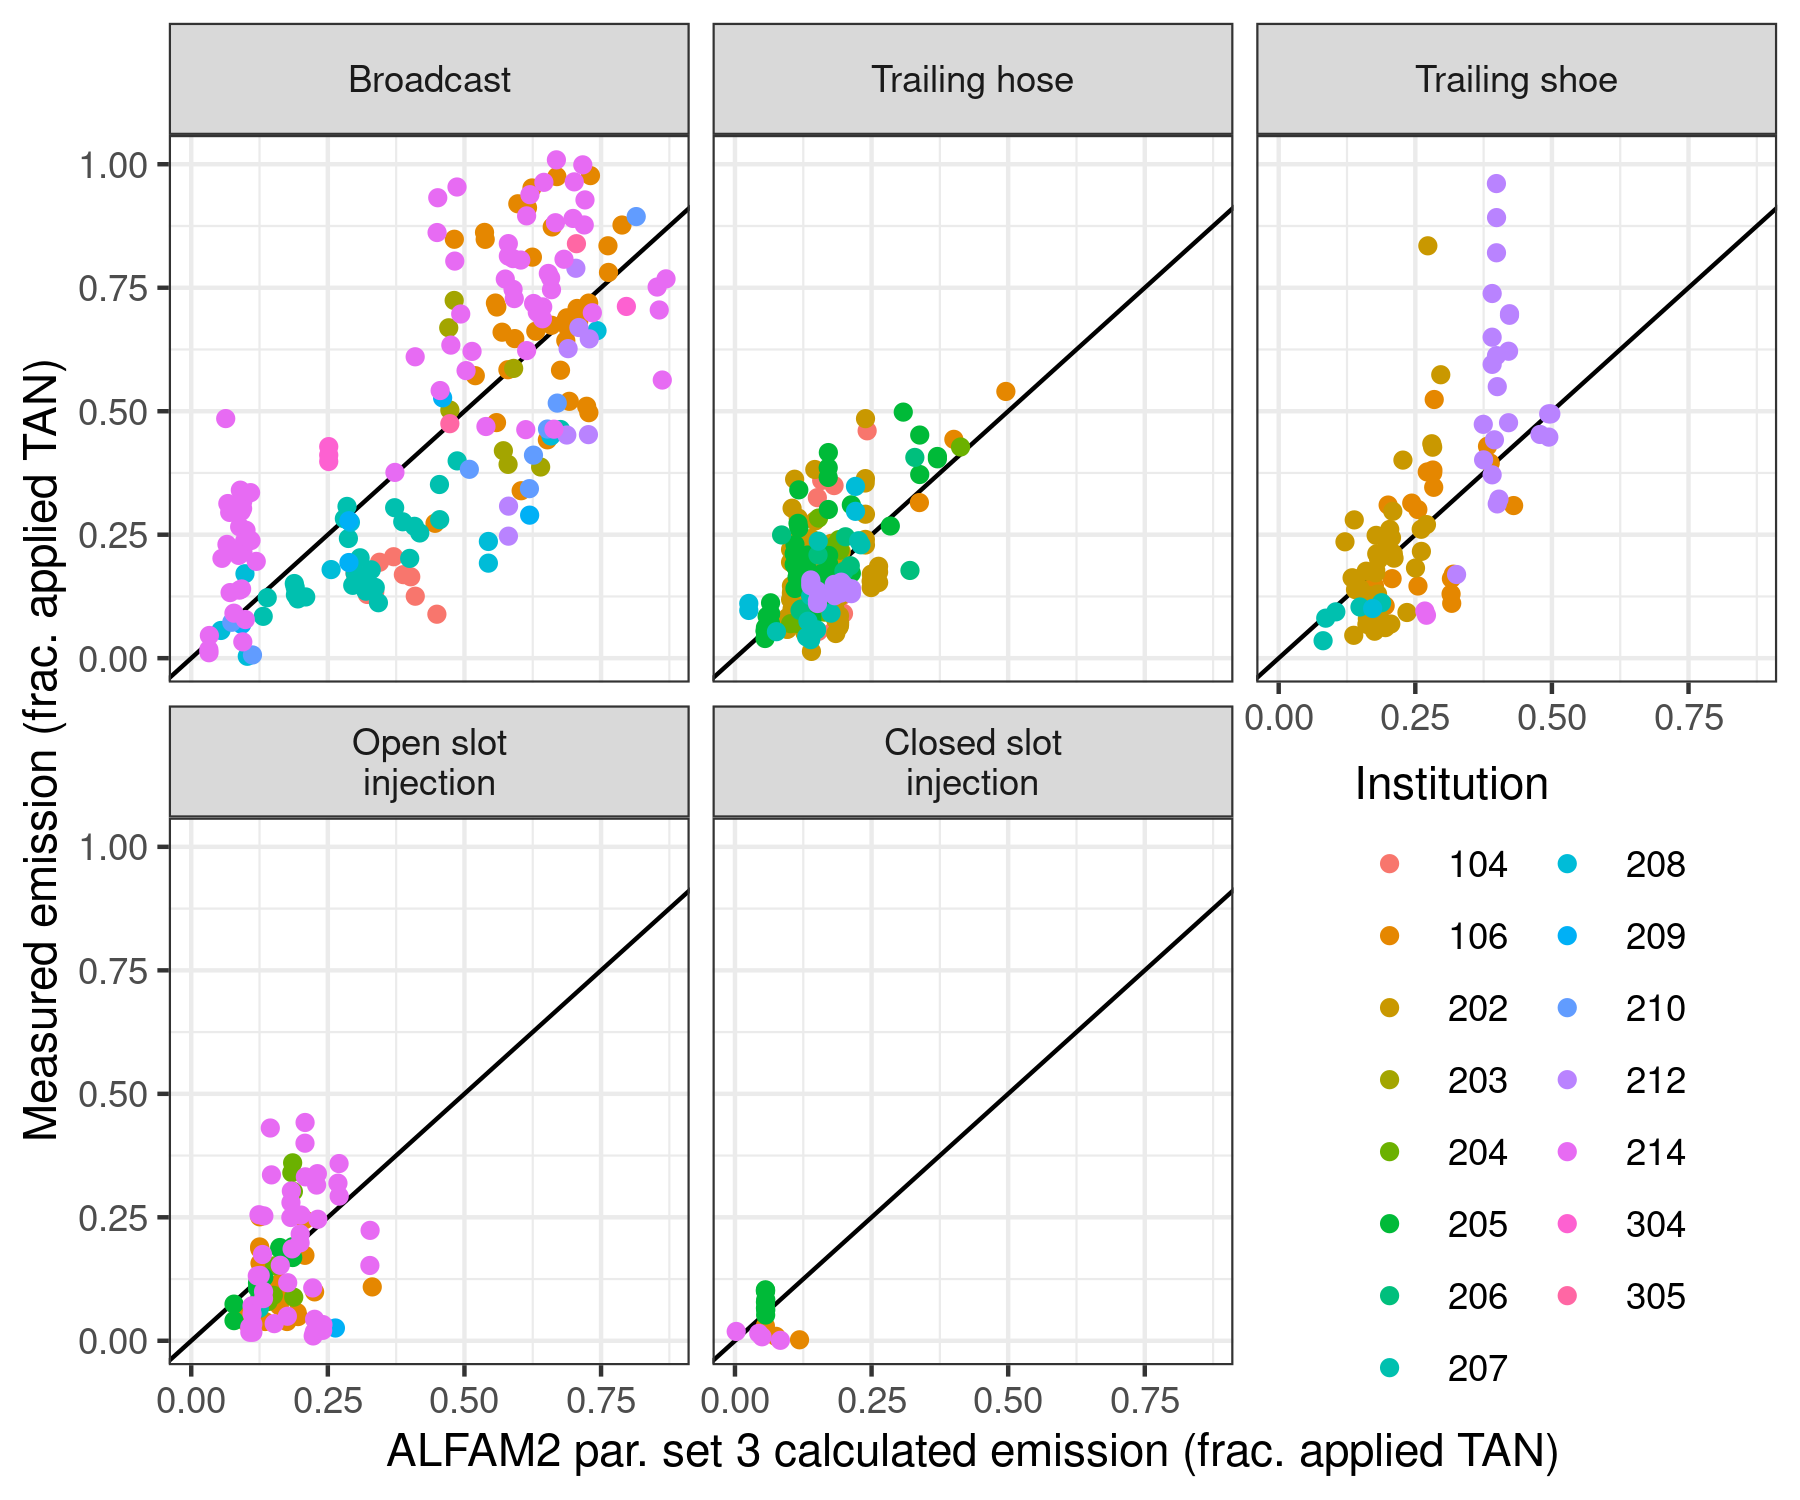 Broadcast
Trailing hose
Trailing shoe
1.00
0.75
0.50
0.25
0.00
0.00 0.25 0.50 0.75
Measured emission (frac. applied TAN)
Open slot
injection
Closed slot
injection
1.00
0.75
0.50
0.25
0.00
0.00 0.25 0.50 0.75
0.00 0.25 0.50 0.75
ALFAM2 par. set 3 calculated emission (frac. applied TAN)
Institution
104
106
202
203
204
205
206
207
208
209
210
212
214
304
305